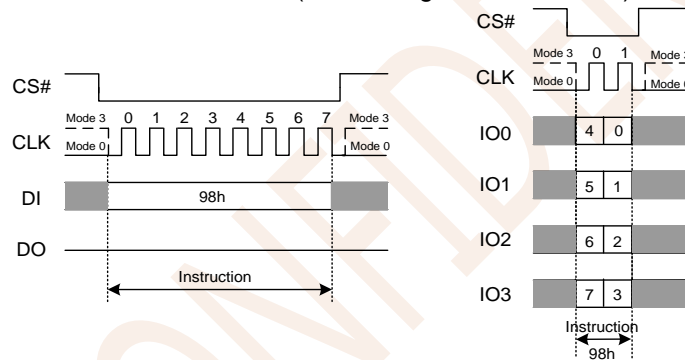 CS#
Mode 3 0 1 2 3 4 5 6 7 Mode 3
CLK
Mode 0 Mode 0
DI 98h
DO
Instruction
CS#
Mode 3 0 1 Mode 3
CLK
Mode 0
IO0 4 0
IO1 5 1
IO2 6 2
IO3 7 3
Instruction
98h